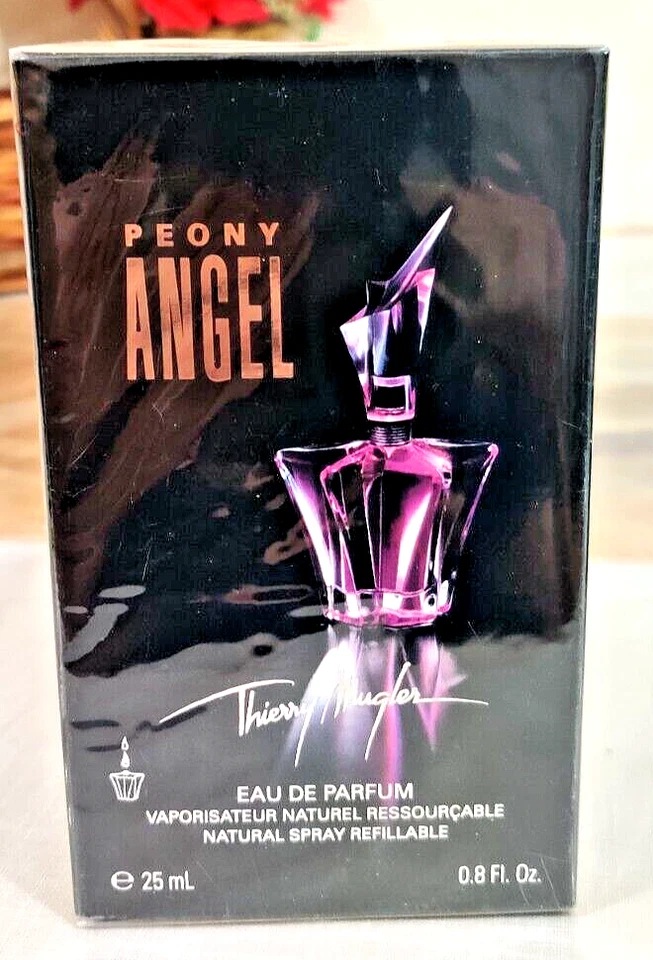 PEONY
ANGEL
Thierry Mugler
EAU DE PARFUM
VAPORISATEUR NATUREL RESSOURÇABLE
NATURAL SPRAY REFILLABLE
℮ 25 mL 0.8 Fl. Oz.